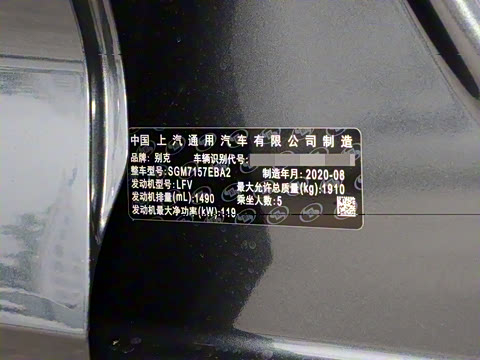 中国上汽通用汽车有限公司制造
品牌: 别克 车辆识别代号:
整车型号:SGM7157EBA2 制造年月:2020-08
发动机型号:LFV 最大允许总质量(kg):1910
发动机排量(mL):1490 乘坐人数:5
发动机最大净功率(kW):119